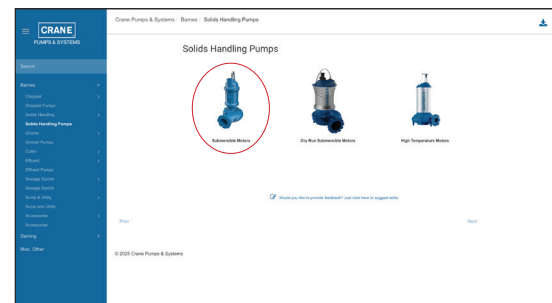 CRANE
PUMPS & SYSTEMS
Search
Barnes
Chopper
Chopper Pumps
Solids Handling
Solids Handling Pumps
Grinder
Grinder Pumps
Cutter
Effluent
Effluent Pumps
Sewage Ejector
Sewage Ejector
Sump & Utility
Sump and Utility
Accessories
Accessories
Deming
Misc. Other
Crane Pumps & Systems / Barnes / Solids Handling Pumps
Solids Handling Pumps
Submersible Motors
Dry Run Submersible Motors
High Temperature Motors
Would you like to provide feedback? Just click here to suggest edits.
Prev
Next
© 2025 Crane Pumps & Systems